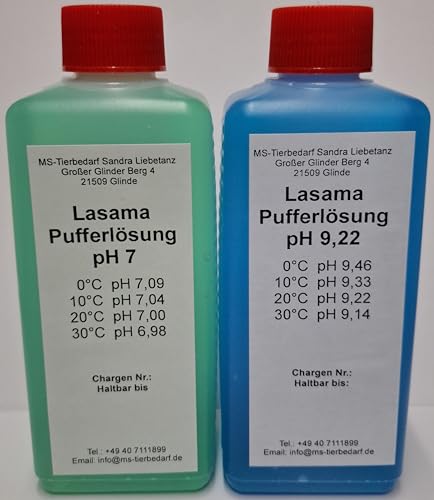 MS-Tierbedarf Sandra Liebetanz
Großer Glinder Berg 4
21509 Glinde
Lasama
Pufferlösung
pH 7
0°C pH 7,09
10°C pH 7,04
20°C pH 7,00
30°C pH 6,98
Chargen Nr.:
Haltbar bis
Tel.: +49 40 7111899
Email: info@ms-tierbedarf.de
MS-Tierbedarf Sandra Liebetanz
Großer Glinder Berg 4
21509 Glinde
Lasama
Pufferlösung
pH 9,22
0°C pH 9,46
10°C pH 9,33
20°C pH 9,22
30°C pH 9,14
Chargen Nr.:
Haltbar bis:
Tel.: +49 40 7111899
Email: info@ms-tierbedarf.de